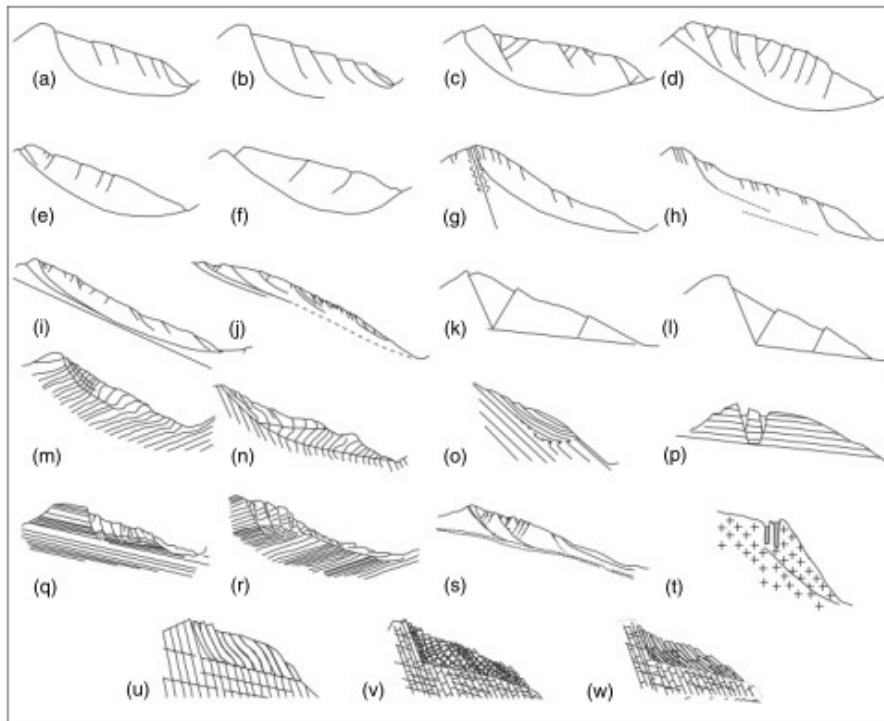 (a) (b) (c) (d)
(e) (f) (g) (h)
(i) (j) (k) (l)
(m) (n) (o) (p)
(q) (r) (s) (t)
(u) (v) (w)